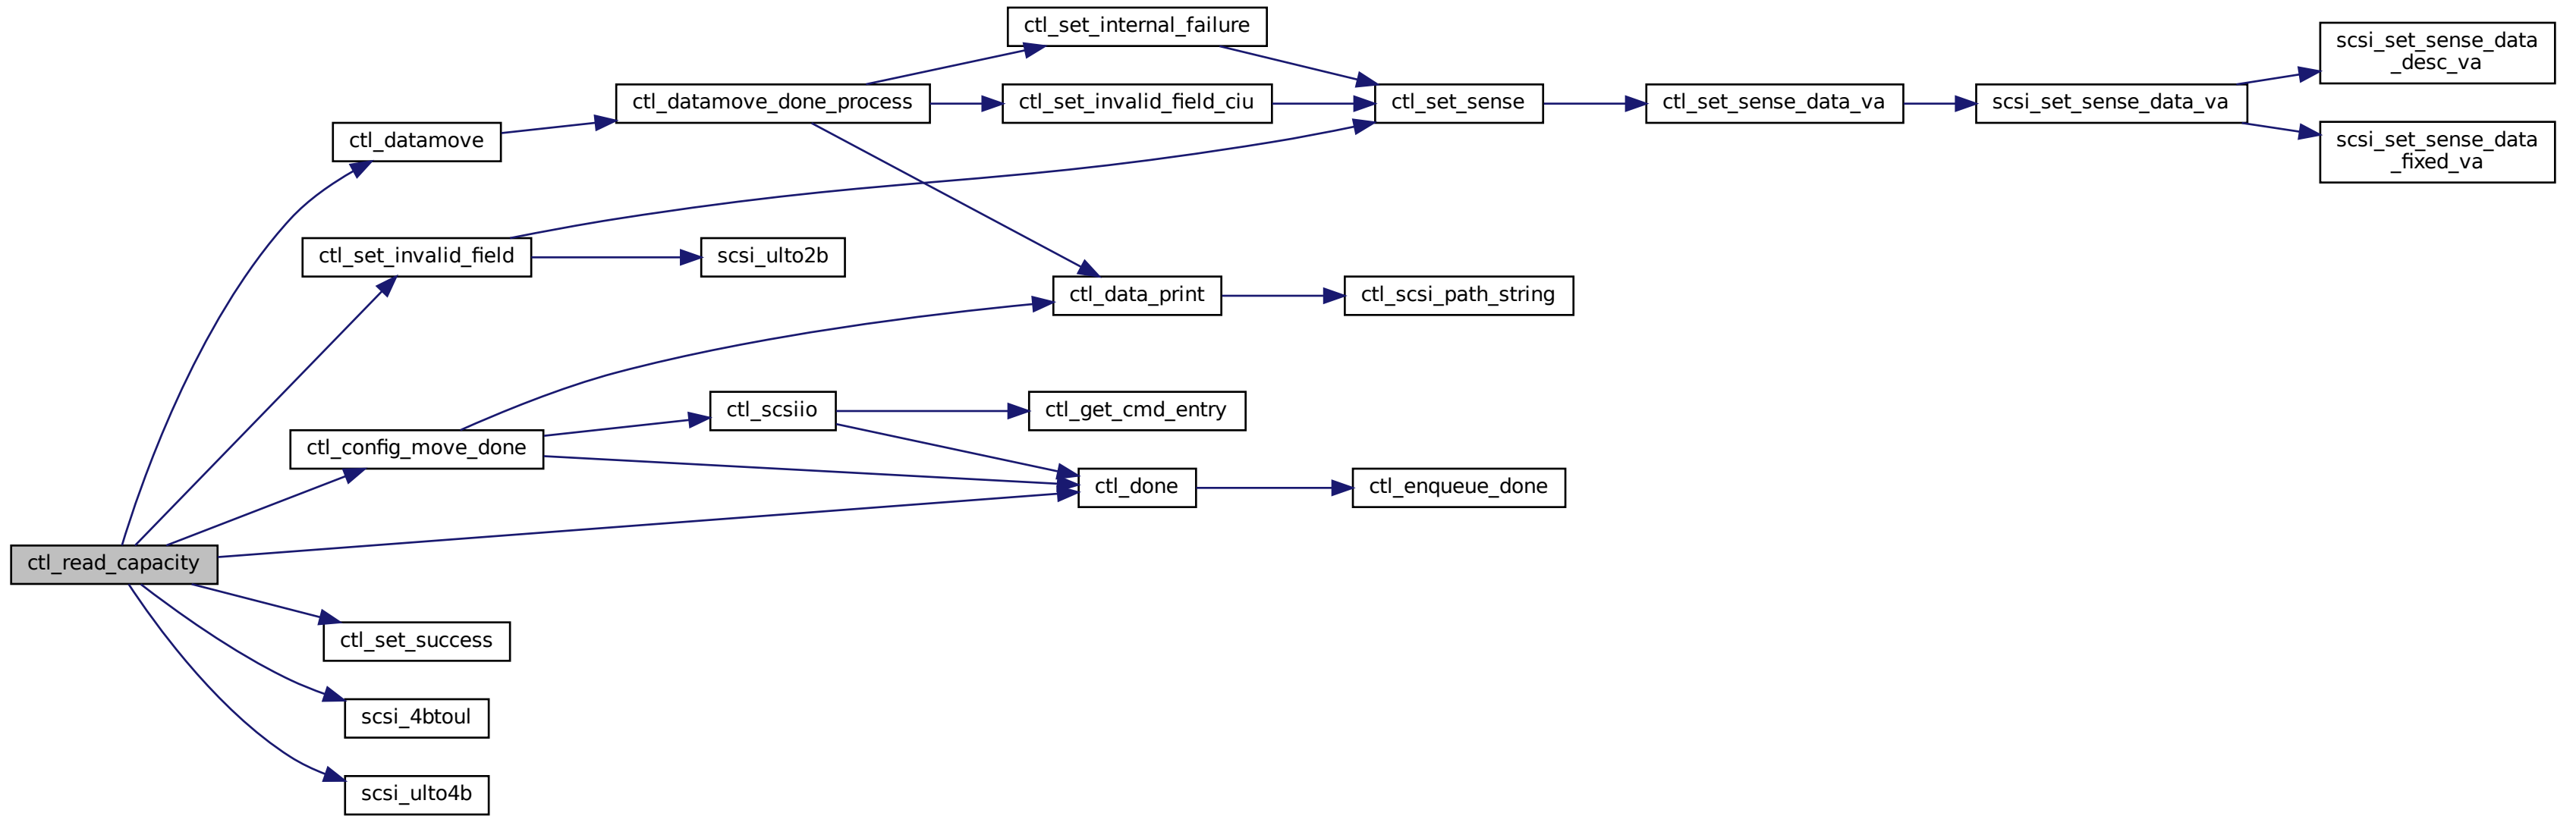 ctl_read_capacity
ctl_datamove
ctl_datamove_done_process
ctl_set_internal_failure
ctl_set_invalid_field_ciu
ctl_set_sense
ctl_set_sense_data_va
scsi_set_sense_data_va
scsi_set_sense_data
_desc_va
scsi_set_sense_data
_fixed_va
ctl_set_invalid_field
scsi_ulto2b
ctl_data_print
ctl_scsi_path_string
ctl_config_move_done
ctl_scsiio
ctl_get_cmd_entry
ctl_done
ctl_enqueue_done
ctl_set_success
scsi_4btoul
scsi_ulto4b